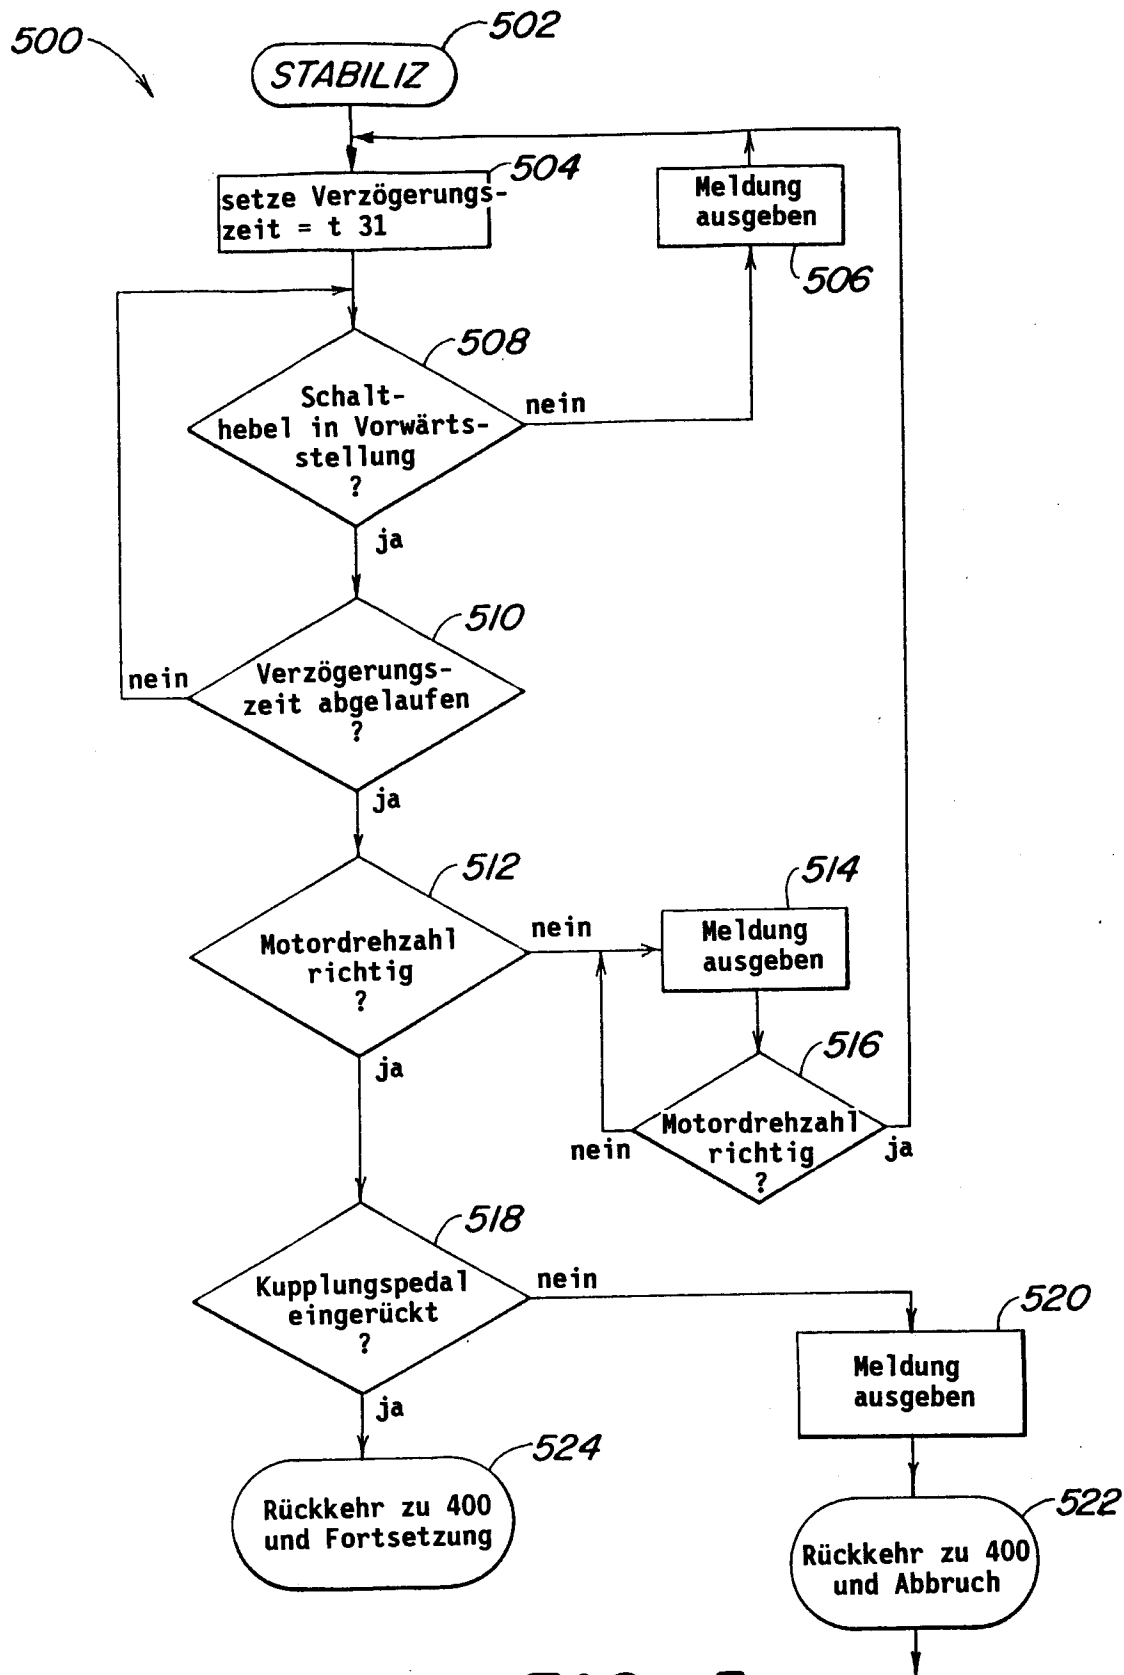 500
502
STABILIZ
504
setze Verzögerungs-
zeit = t 31
Meldung
ausgeben
506
508
Schalt-
hebel in Vorwärts-
stellung
?
nein
ja
510
nein
Verzögerungs-
zeit abgelaufen
?
ja
512
Motordrehzahl
richtig
?
nein
514
Meldung
ausgeben
ja
516
Motordrehzahl
richtig
?
nein
ja
518
Kupplungspedal
eingerückt
?
nein
520
Meldung
ausgeben
ja
524
Rückkehr zu 400
und Fortsetzung
522
Rückkehr zu 400
und Abbruch